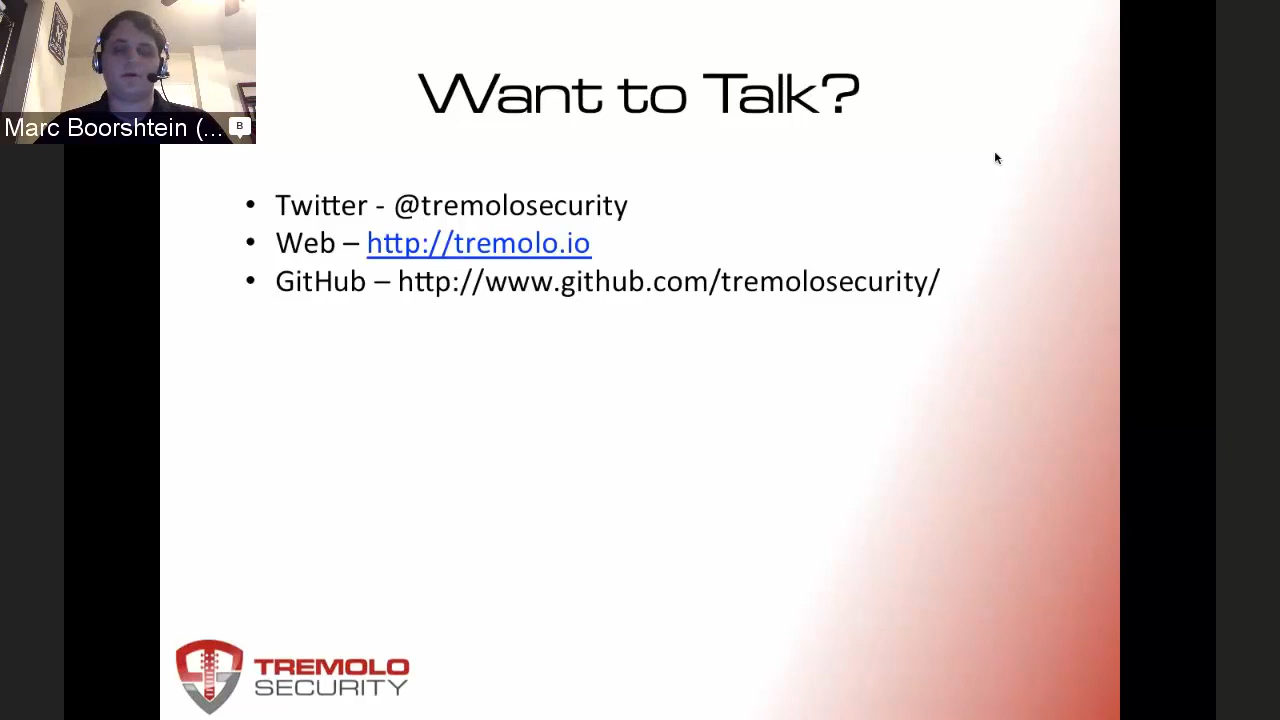 Marc Boorshtein (...
B
Want to Talk?
• Twitter - @tremolosecurity
• Web – http://tremolo.io
• GitHub – http://www.github.com/tremolosecurity/
TREMOLO
SECURITY